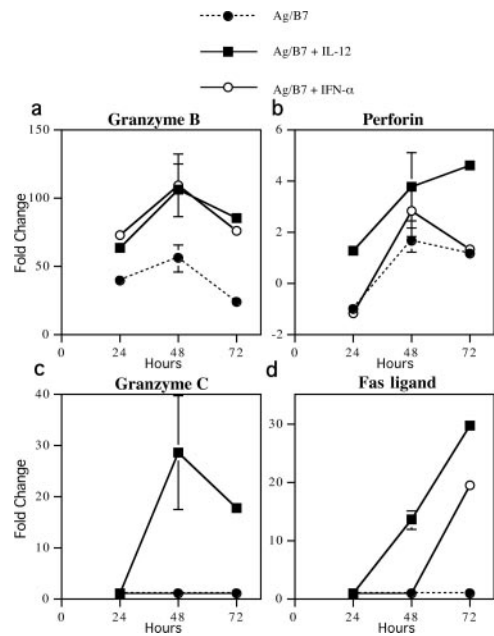 Ag/B7
Ag/B7 + IL-12
Ag/B7 + IFN-α
a
Granzyme B
150
100
50
0
Fold Change
0 24 48 72
Hours
b
Perforin
6
4
2
0
-2
0 24 48 72
Hours
c
Granzyme C
40
30
20
10
0
Fold Change
0 24 48 72
Hours
d
Fas ligand
30
20
10
0
0 24 48 72
Hours